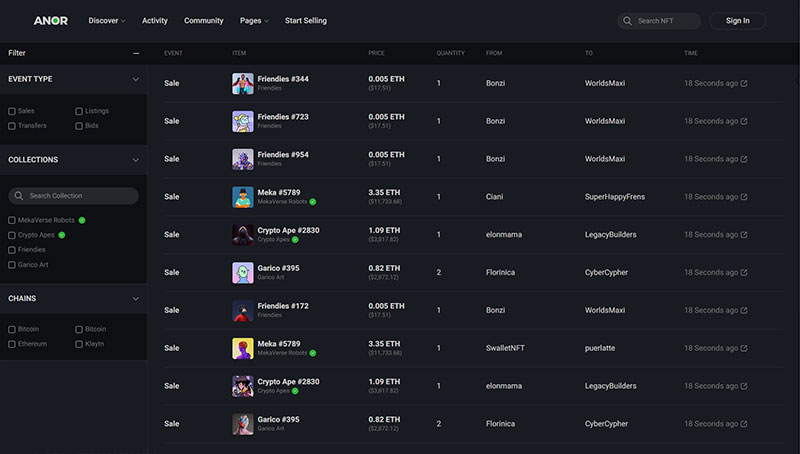 ANOR Discover Activity Community Pages Start Selling Search NFT Sign In
Filter
EVENT TYPE
Sales Listings
Transfers Bids
COLLECTIONS
Search Collection
MekaVerse Robots
Crypto Apes
Friendies
Garico Art
CHAINS
Bitcoin Bitcoin
Ethereum Klaytn
EVENT ITEM PRICE QUANTITY FROM TO TIME
Sale Friendies #344 0.005 ETH 1 Bonzi WorldsMaxi 18 Seconds ago
Friendies ($17.51)
Sale Friendies #723 0.005 ETH 1 Bonzi WorldsMaxi 18 Seconds ago
Friendies ($17.51)
Sale Friendies #954 0.005 ETH 1 Bonzi WorldsMaxi 18 Seconds ago
Friendies ($17.51)
Sale Meka #5789 3.35 ETH 1 Ciani SuperHappyFrens 18 Seconds ago
MekaVerse Robots ($11,733.68)
Sale Crypto Ape #2830 1.09 ETH 1 elonmama LegacyBuilders 18 Seconds ago
Crypto Apes ($3,817.82)
Sale Garico #395 0.82 ETH 2 Florinica CyberCypher 18 Seconds ago
Garico Art ($2,872.12)
Sale Friendies #172 0.005 ETH 1 Bonzi WorldsMaxi 18 Seconds ago
Friendies ($17.51)
Sale Meka #5789 3.35 ETH 1 SwalletNFT puerlatte 18 Seconds ago
MekaVerse Robots ($11,733.68)
Sale Crypto Ape #2830 1.09 ETH 1 elonmama LegacyBuilders 18 Seconds ago
Crypto Apes ($3,817.82)
Sale Garico #395 0.82 ETH 2 Florinica CyberCypher 18 Seconds ago
Garico Art ($2,872.12)